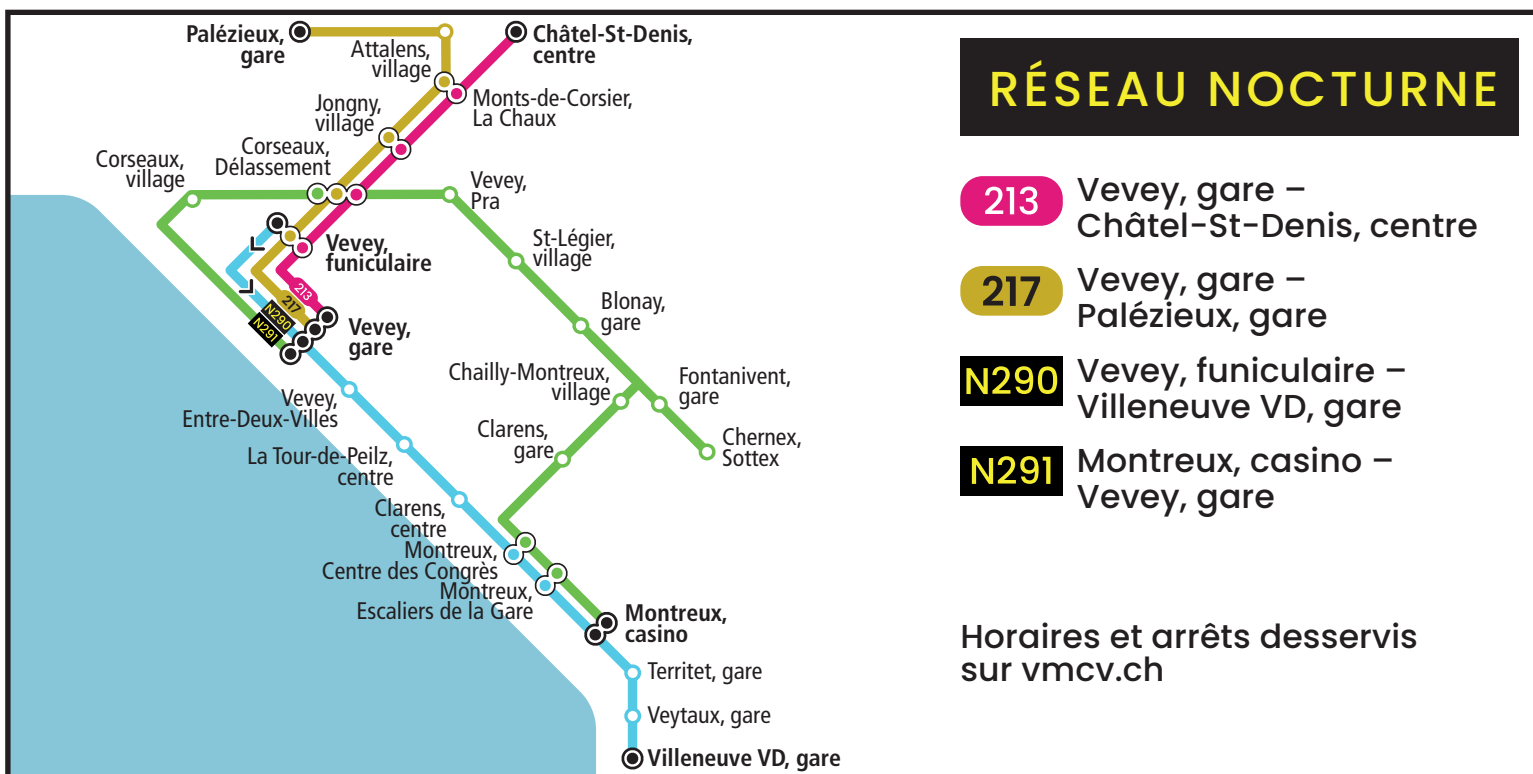 Palézieux,
gare
Attalens,
village
Châtel-St-Denis,
centre
Jongny,
village
Monts-de-Corsier,
La Chaux
Corseaux,
village
Corseaux,
Délassement
Vevey,
Pra
Vevey,
funiculaire
St-Légier,
village
213
217
N290
N291
Vevey,
gare
Blonay,
gare
Vevey,
Entre-Deux-Villes
Chailly-Montreux,
village
Fontanivent,
gare
La Tour-de-Peilz,
centre
Clarens,
gare
Chernex,
Sottex
Clarens,
centre
Montreux,
Centre des Congrès
Montreux,
Escaliers de la Gare
Montreux,
casino
Territet, gare
Veytaux, gare
Villeneuve VD, gare
RÉSEAU NOCTURNE
213
Vevey, gare –
Châtel-St-Denis, centre
217
Vevey, gare –
Palézieux, gare
N290
Vevey, funiculaire –
Villeneuve VD, gare
N291
Montreux, casino –
Vevey, gare
Horaires et arrêts desservis
sur vmcv.ch